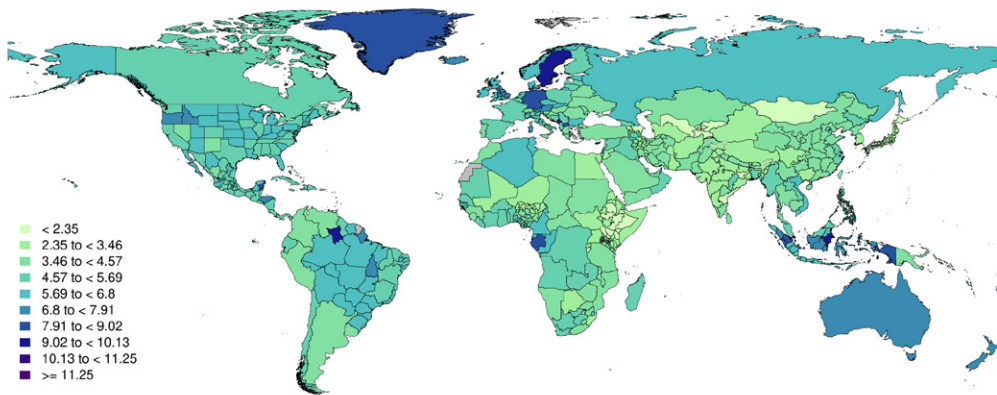 < 2.35
2.35 to < 3.46
3.46 to < 4.57
4.57 to < 5.69
5.69 to < 6.8
6.8 to < 7.91
7.91 to < 9.02
9.02 to < 10.13
10.13 to < 11.25
>= 11.25